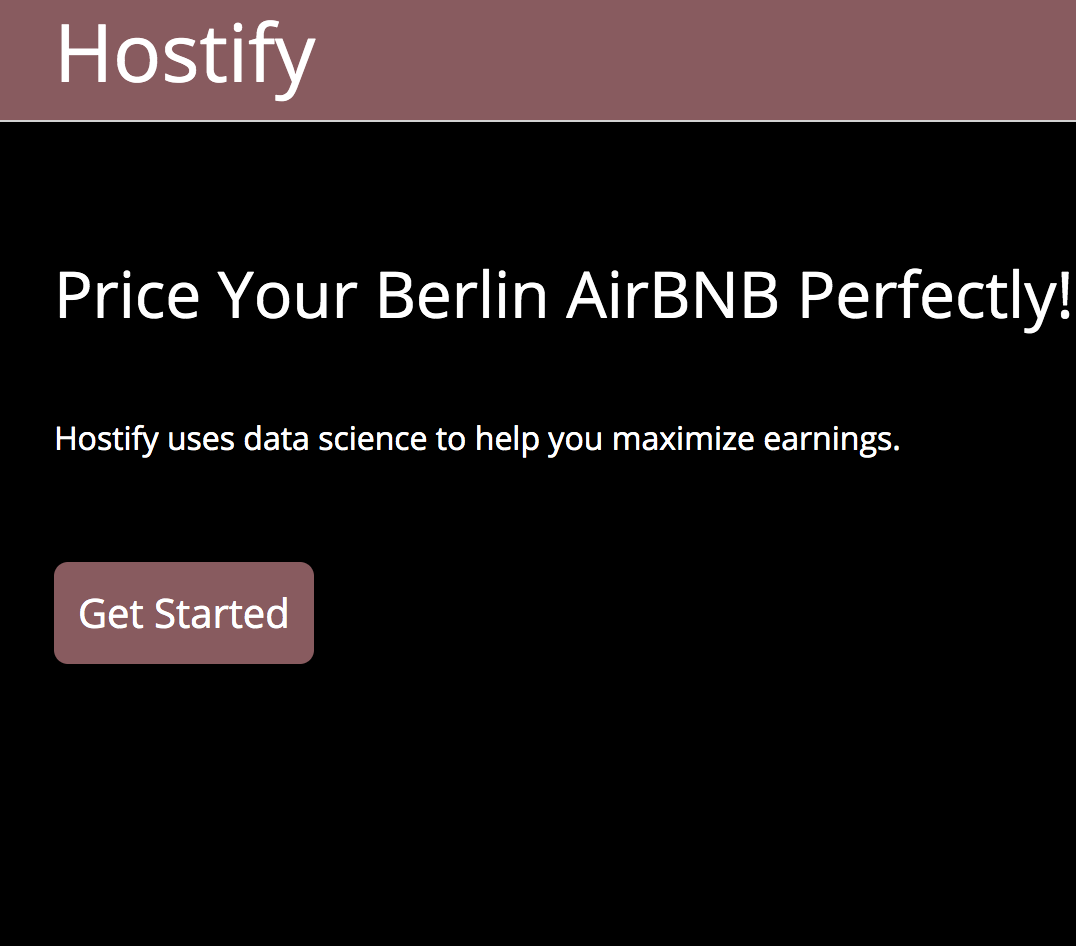 Hostify
Price Your Berlin AirBNB Perfectly!
Hostify uses data science to help you maximize earnings.
Get Started